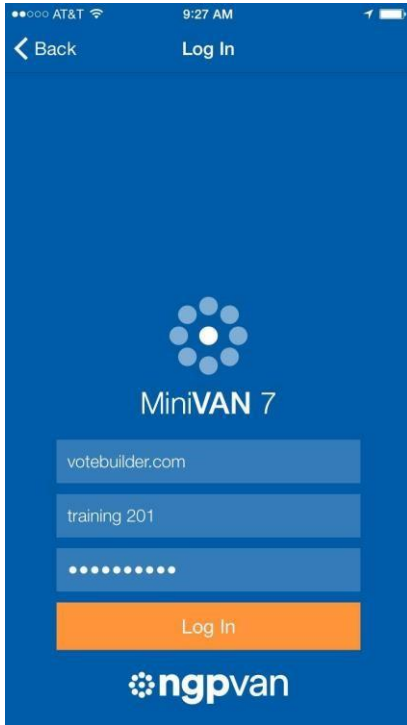 AT&T 9:27 AM
Back Log In
MiniVAN 7
votebuilder.com
training 201
••••••••••
Log In
ngpvan